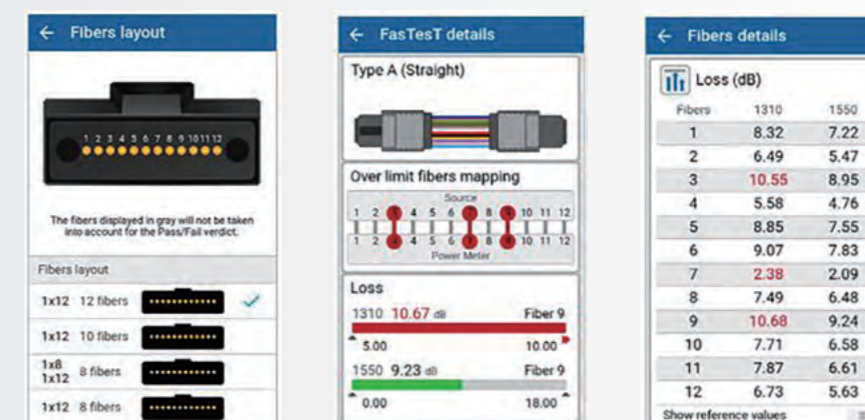 ← Fibers layout
1 2 3 4 5 6 7 8 9 10 11 12
The fibers displayed in gray will not be taken
into account for the Pass/Fail verdict.
Fibers layout
1x12 12 fibers
1x12 10 fibers
1x8
1x12 8 fibers
1x12 8 fibers
← FasTesT details
Type A (Straight)
Over limit fibers mapping
Source
1 2 3 4 5 6 7 8 9 10 11 12
1 2 3 4 5 6 7 8 9 10 11 12
Power Meter
Loss
1310 10.67 dB Fiber 9
5.00 10.00
1550 9.23 dB Fiber 9
0.00 18.00
← Fibers details
Loss (dB)
Fibers 1310 1550
1 8.32 7.22
2 6.49 5.47
3 10.55 8.95
4 5.58 4.76
5 8.85 7.55
6 9.07 7.83
7 2.38 2.09
8 7.49 6.48
9 10.68 9.24
10 7.71 6.58
11 7.87 6.61
12 6.73 5.63
Show reference values